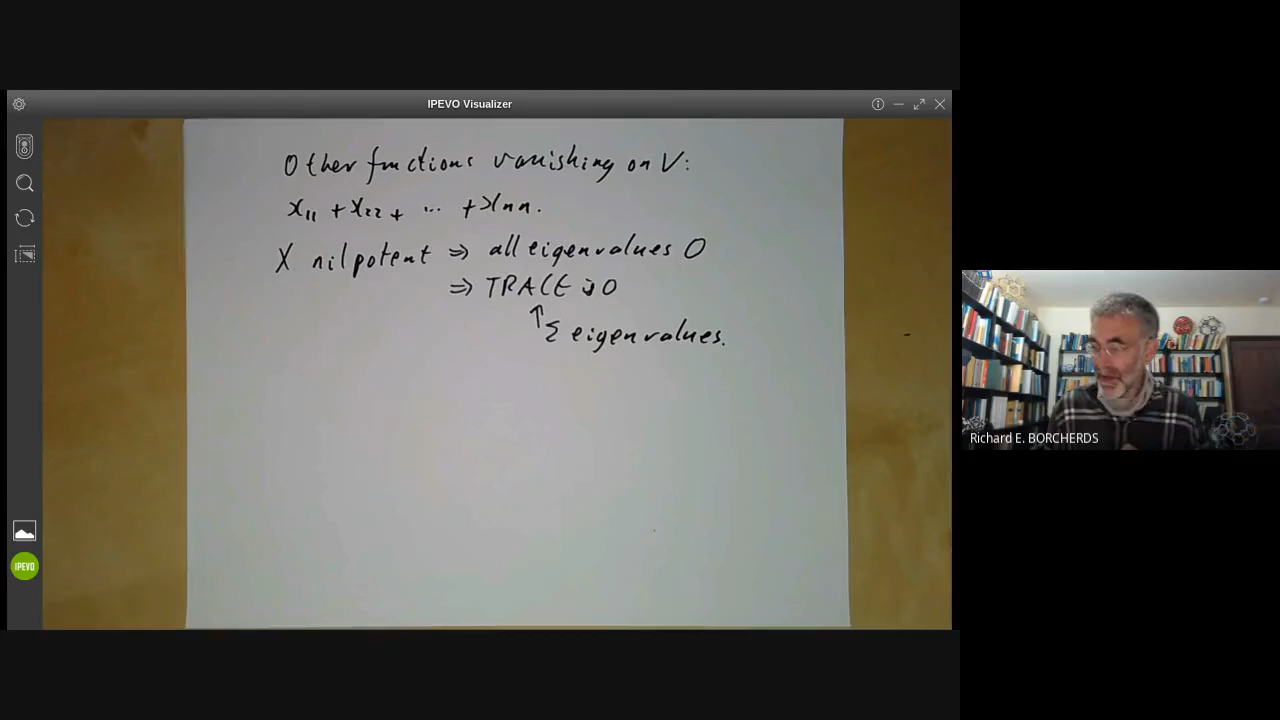 IPEVO Visualizer
Other functions vanishing on V:
x₁₁ + x₂₂ + ... + xₙₙ.
X nilpotent ⇒ all eigenvalues 0
⇒ TRACE is 0
↑
Σ eigenvalues.
IPEVO
Richard E. BORCHERDS